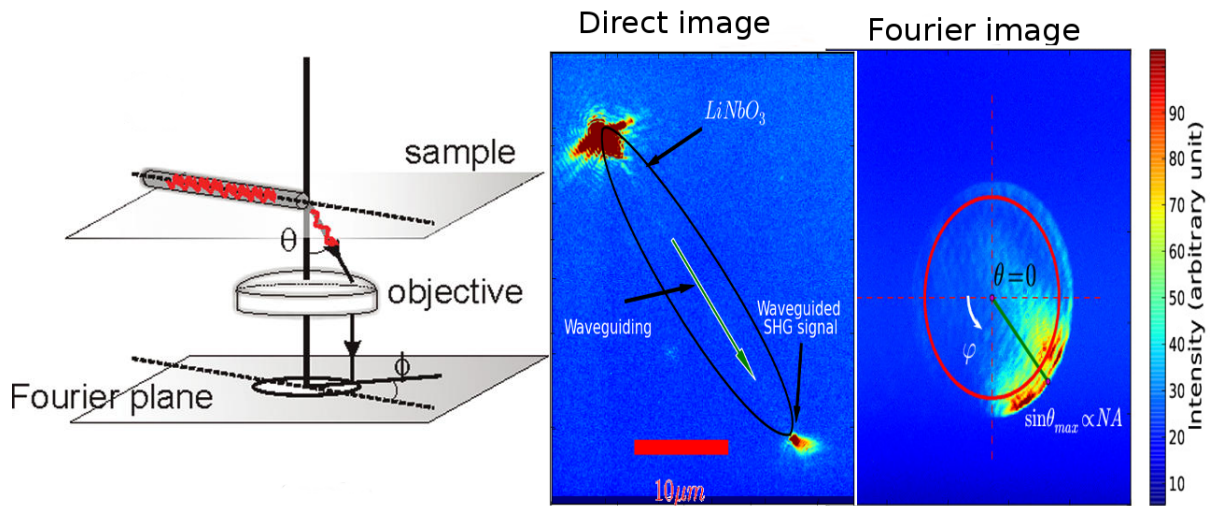 sample
θ
objective
ϕ
Fourier plane
Direct image
LiNbO₃
Waveguiding
Waveguided
SHG signal
10μm
Fourier image
θ=0
φ
sinθₘₐₓ ∝ NA
90
80
70
60
50
40
30
20
10
Intensity (arbitrary unit)